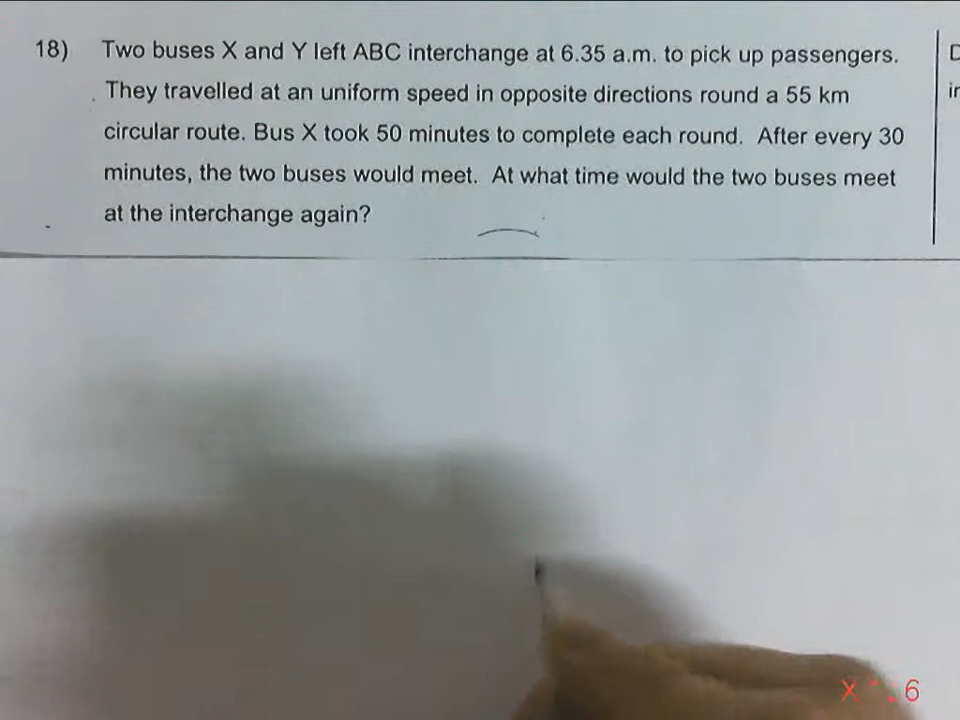 18) Two buses X and Y left ABC interchange at 6.35 a.m. to pick up passengers.
They travelled at an uniform speed in opposite directions round a 55 km
circular route. Bus X took 50 minutes to complete each round. After every 30
minutes, the two buses would meet. At what time would the two buses meet
at the interchange again?